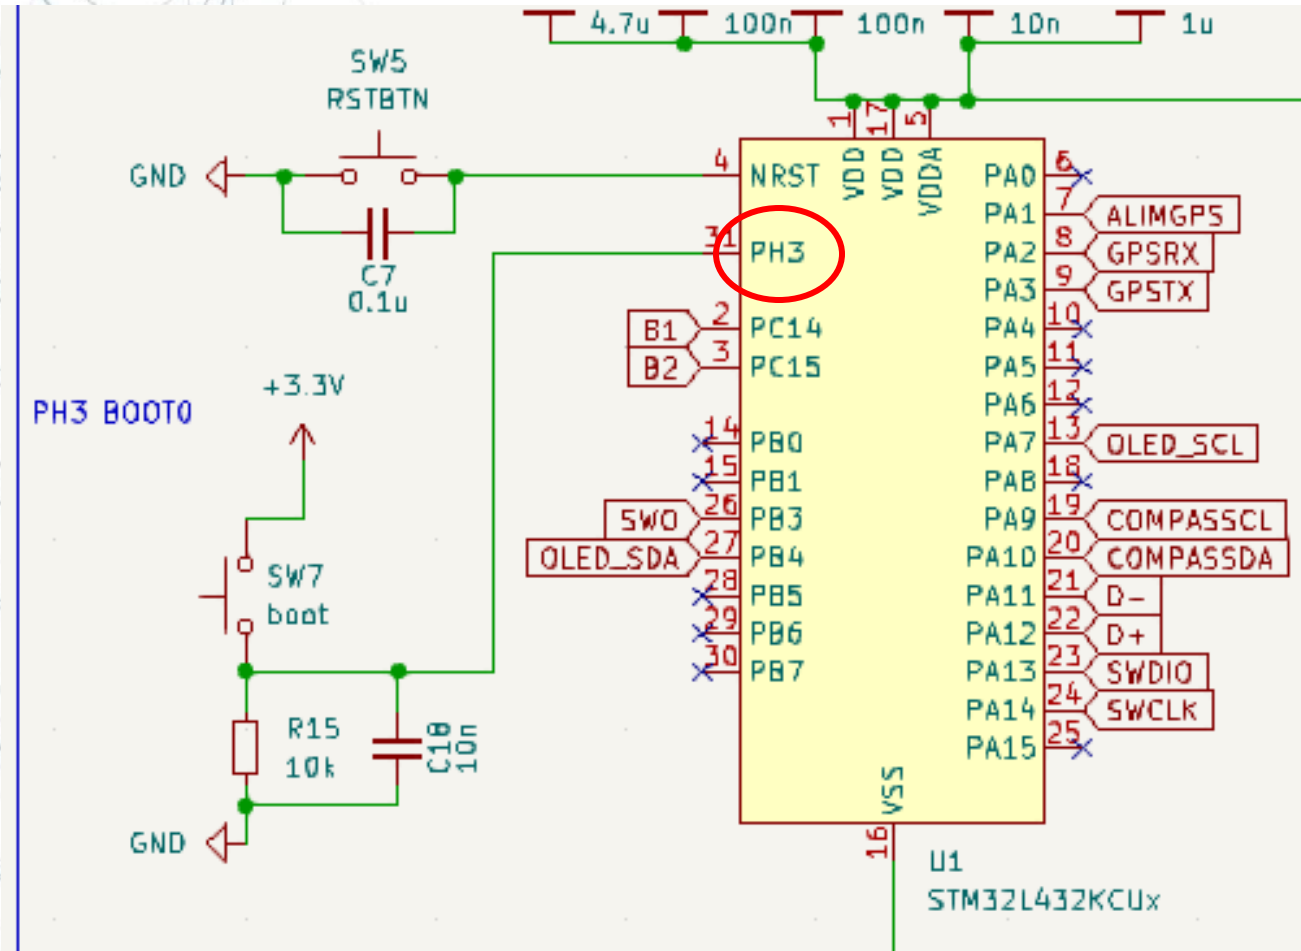 4.7u 100n 100n 10n 1u
SW5
RSTBTN
GND
C7
0.1u
+3.3V
PH3 BOOT0
SW7
boot
R15
10k
C18
10n
GND
1 VDD
17 VDD
5 VDDA
4 NRST
31 PH3
B1 2 PC14
B2 3 PC15
14 PB0
15 PB1
SWO 26 PB3
OLED_SDA 27 PB4
28 PB5
29 PB6
30 PB7
PA0 6
PA1 7 ALIMGPS
PA2 8 GPSRX
PA3 9 GPSTX
PA4 10
PA5 11
PA6 12
PA7 13 OLED_SCL
PA8 18
PA9 19 COMPASSCL
PA10 20 COMPASSDA
PA11 21 D-
PA12 22 D+
PA13 23 SWDIO
PA14 24 SWCLK
PA15 25
VSS 16
U1
STM32L432KCUx